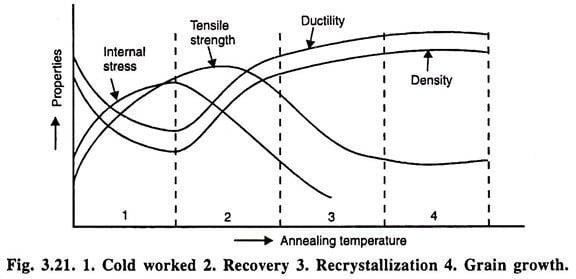 Properties
Internal
stress
Tensile
strength
Ductility
Density
1 2 3 4
Annealing temperature
Fig. 3.21. 1. Cold worked 2. Recovery 3. Recrystallization 4. Grain growth.